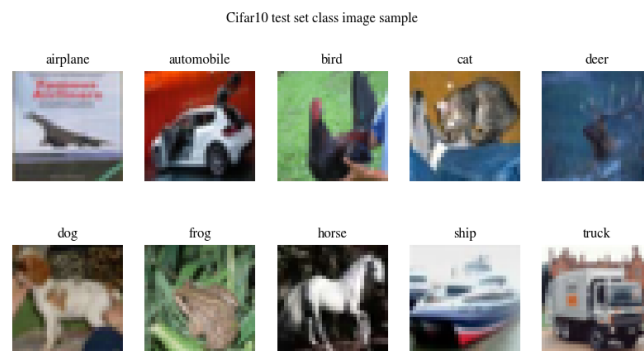 Cifar10 test set class image sample
airplane automobile bird cat deer
dog frog horse ship truck